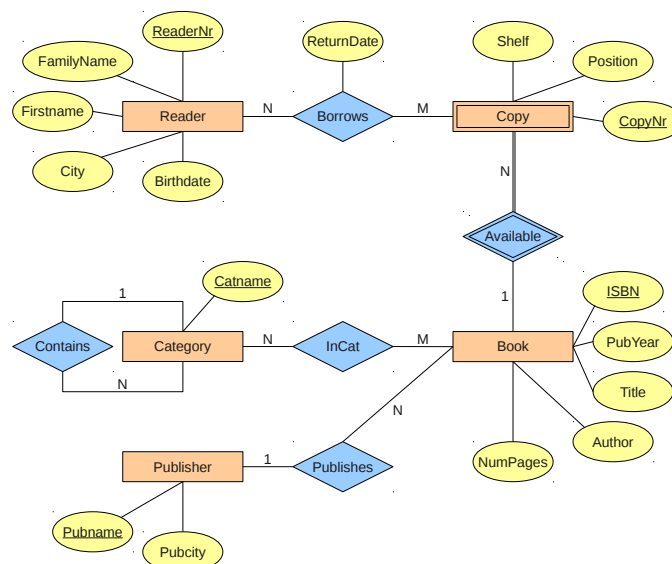 ReaderNr
ReturnDate
Shelf
FamilyName
Position
Firstname
Reader
N
Borrows
M
Copy
CopyNr
City
Birthdate
N
Available
Catname
1
1
ISBN
Contains
Category
N
InCat
M
Book
PubYear
N
Title
N
Author
Publisher
1
Publishes
NumPages
Pubname
Pubcity